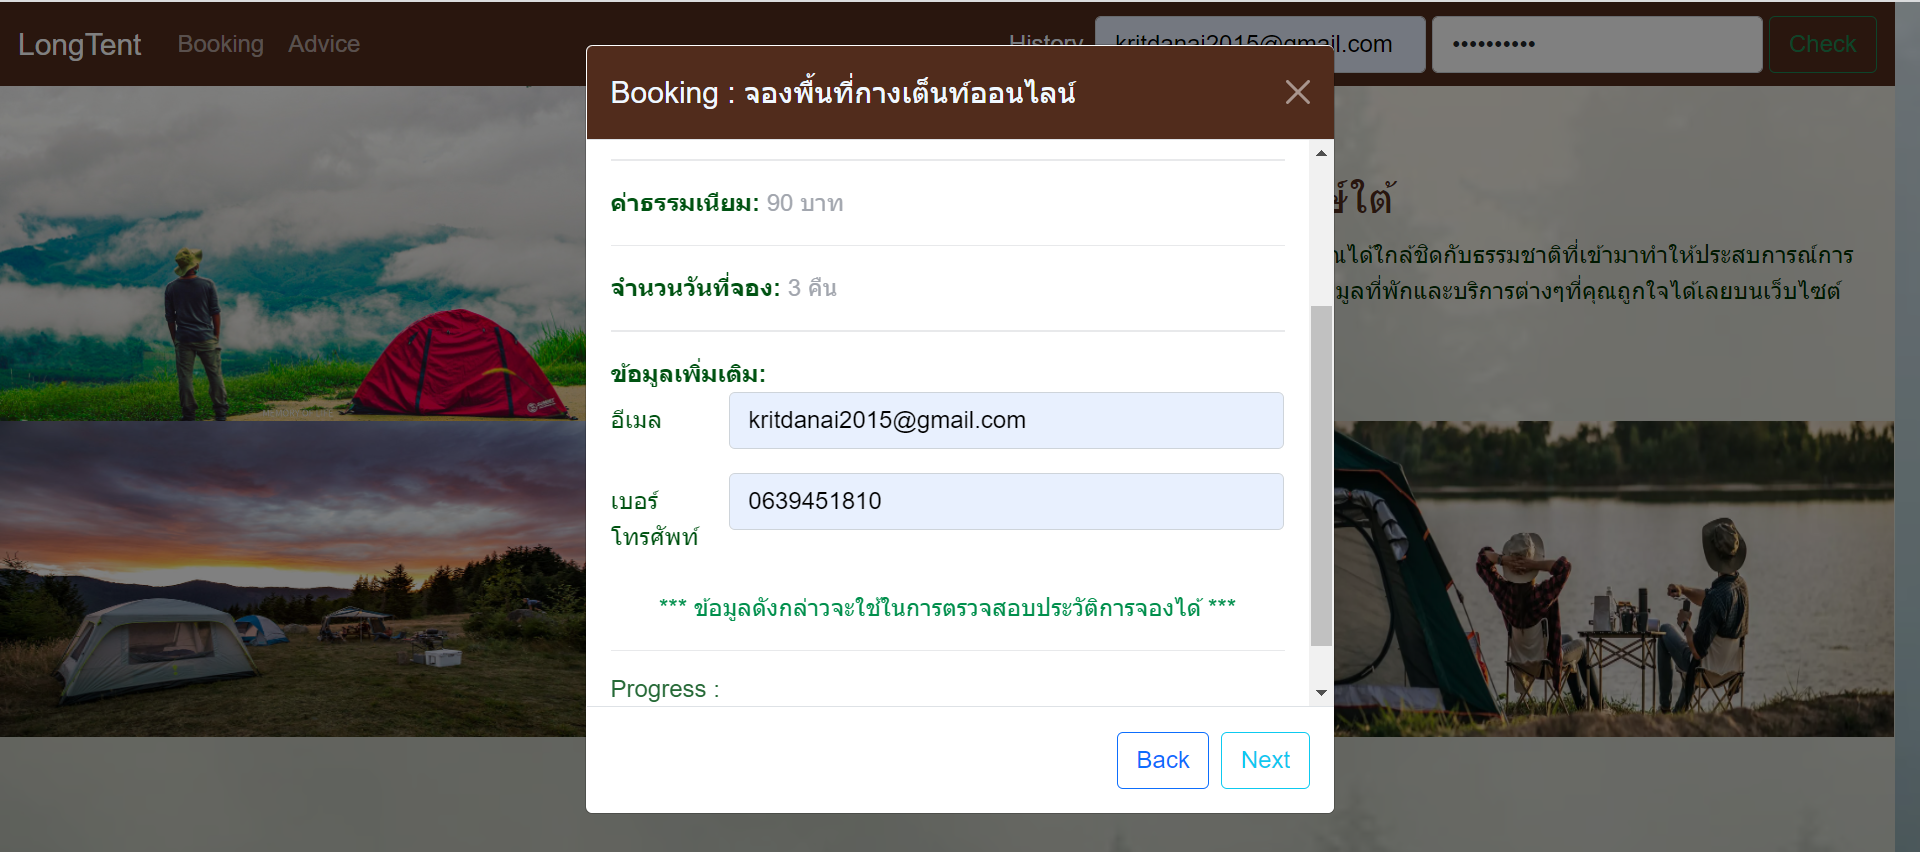 LongTent Booking Advice History kritdanai2015@gmail.com •••••••••• Check
Booking : จองพื้นที่กางเต็นท์ออนไลน์
ค่าธรรมเนียม: 90 บาท
ใต้
จำนวนวันที่จอง: 3 คืน
ได้ใกล้ชิดกับธรรมชาติที่เข้ามาทำให้ประสบการณ์การ
ที่พักและบริการต่างๆที่คุณถูกใจได้เลยบนเว็บไซต์
ข้อมูลเพิ่มเติม:
อีเมล kritdanai2015@gmail.com
เบอร์ 0639451810
โทรศัพท์
*** ข้อมูลดังกล่าวจะใช้ในการตรวจสอบประวัติการจองได้ ***
Progress :
Back Next